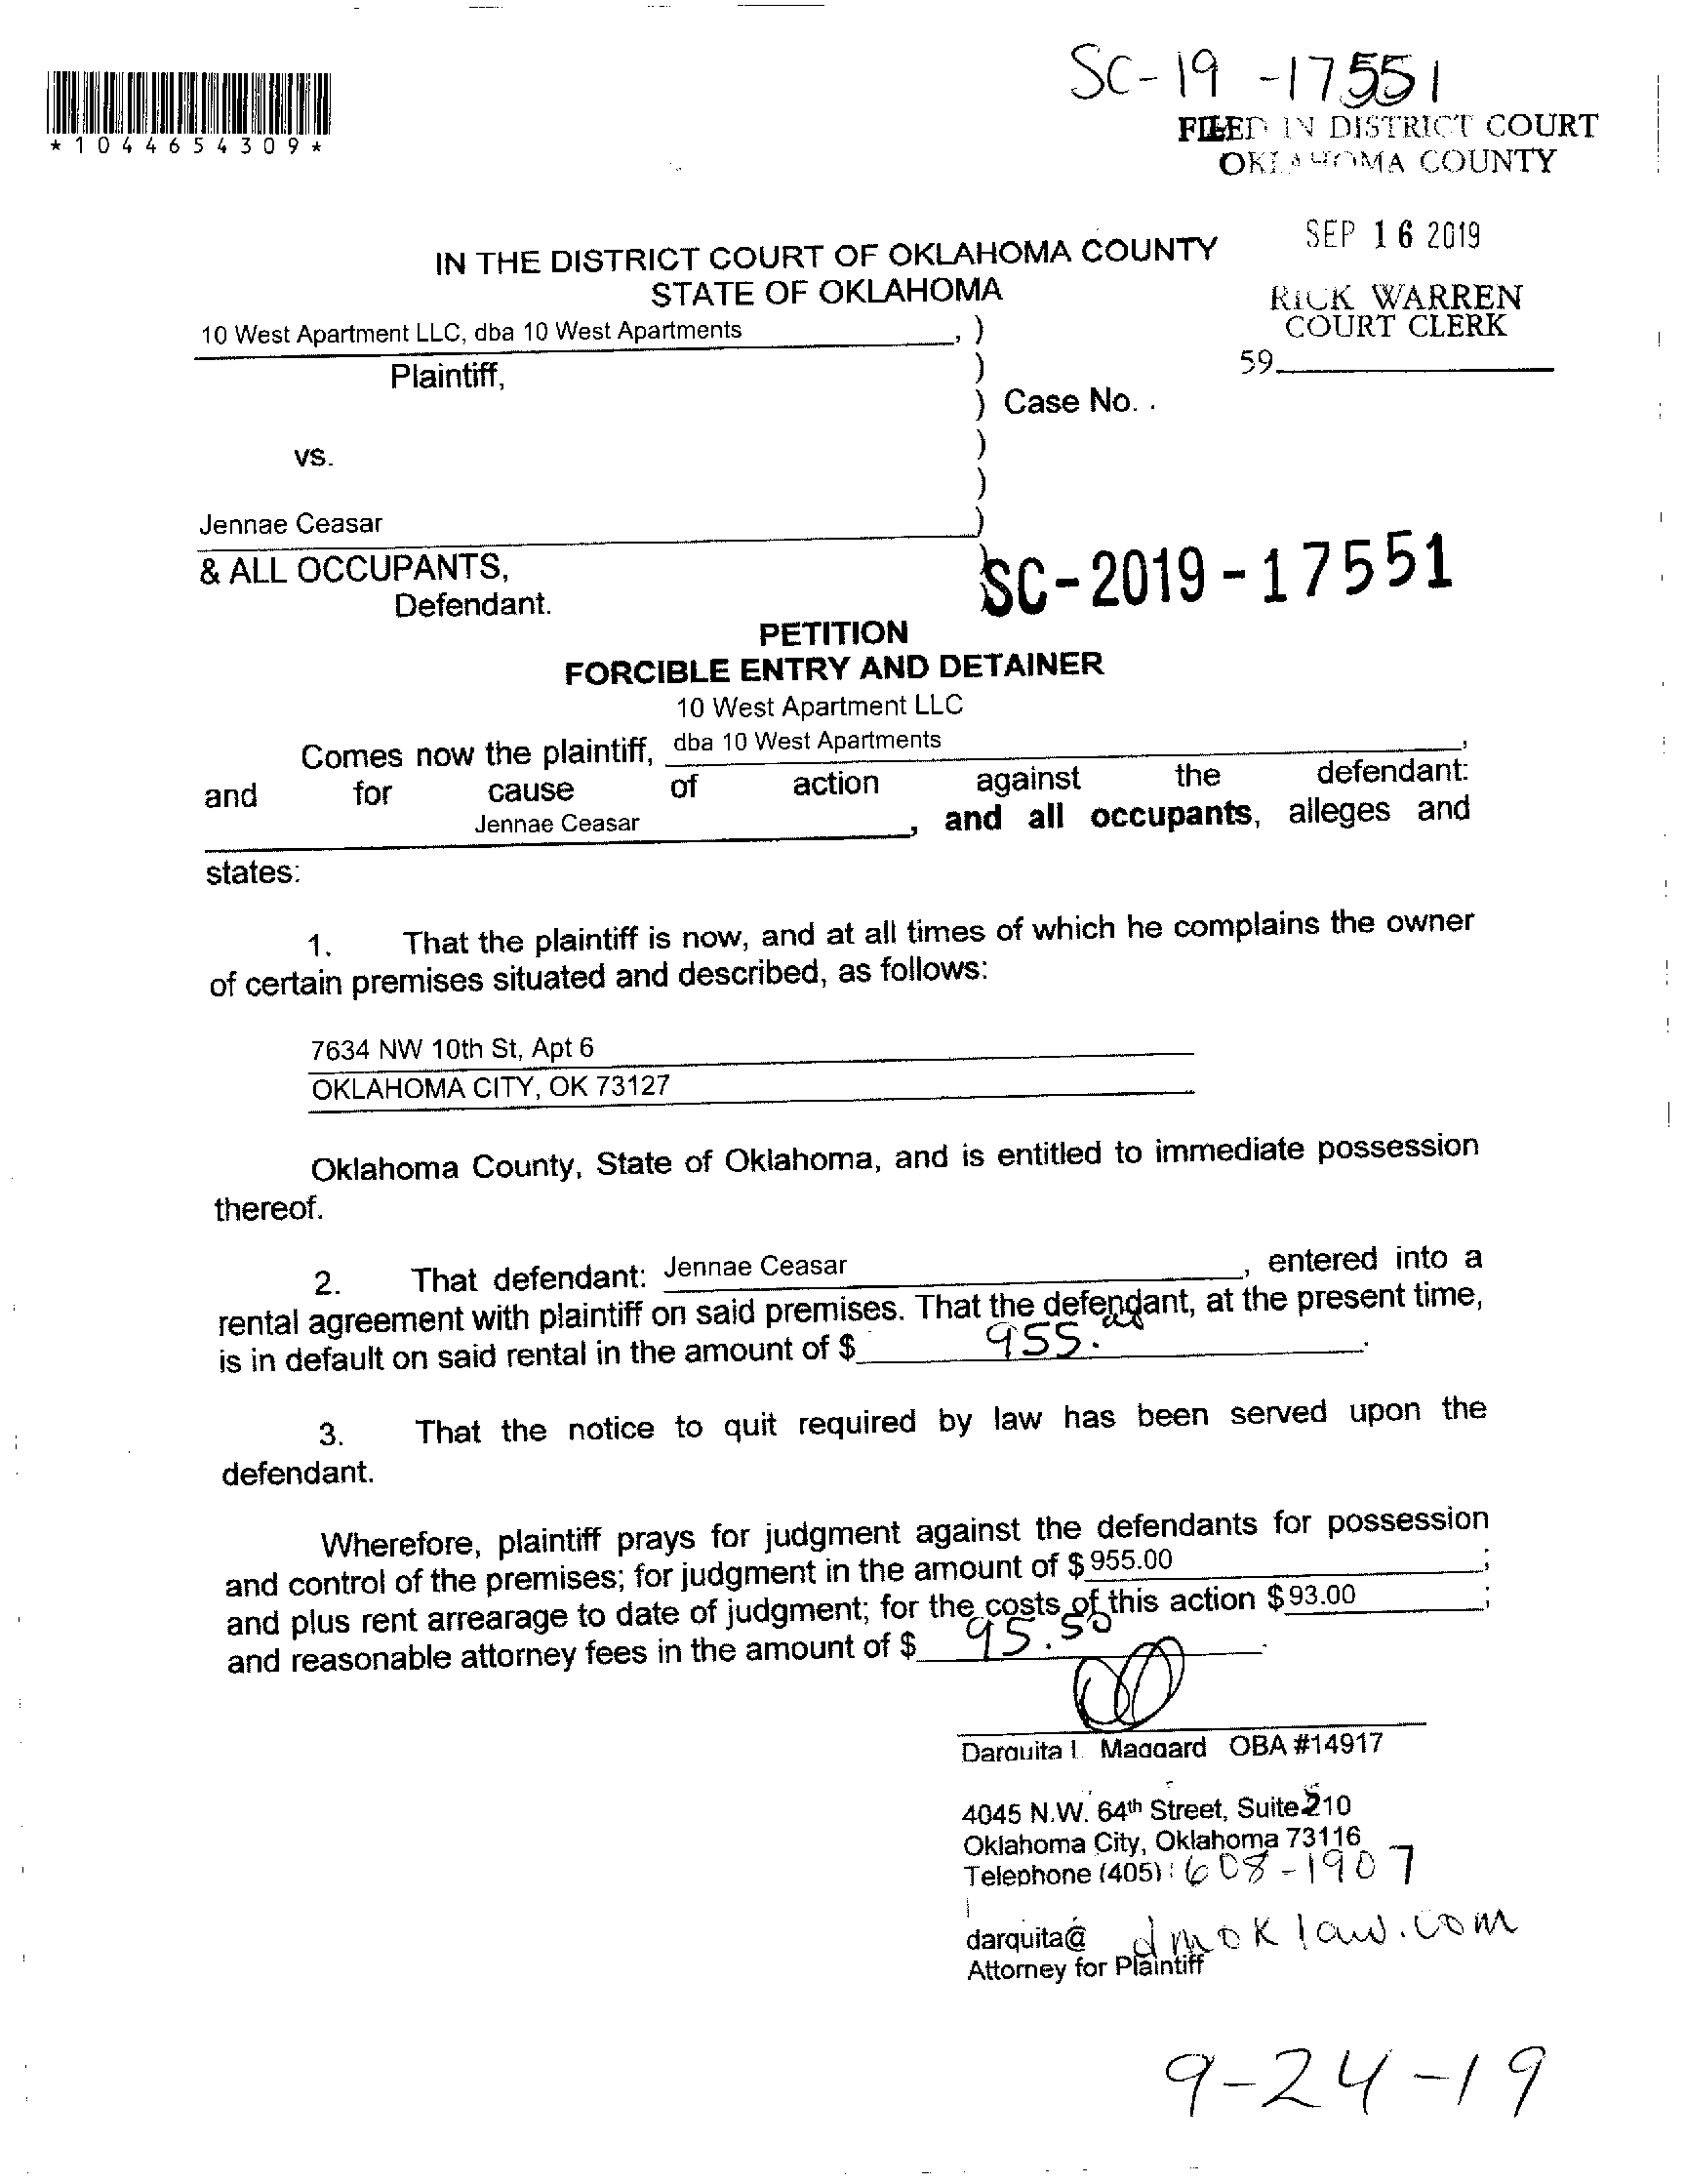 SC-19-17551
*1044654309*
FILED IN DISTRICT COURT
OKLAHOMA COUNTY
SEP 16 2019
IN THE DISTRICT COURT OF OKLAHOMA COUNTY
STATE OF OKLAHOMA
RICK WARREN
COURT CLERK
59
10 West Apartment LLC, dba 10 West Apartments, )
Plaintiff, )
) Case No. .
vs. )
)
Jennae Ceasar )
& ALL OCCUPANTS, )
SC-2019-17551
Defendant.
PETITION
FORCIBLE ENTRY AND DETAINER
10 West Apartment LLC
Comes now the plaintiff, dba 10 West Apartments,
and for cause of action against the defendant:
Jennae Ceasar, and all occupants, alleges and
states:
1. That the plaintiff is now, and at all times of which he complains the owner
of certain premises situated and described, as follows:
7634 NW 10th St, Apt 6
OKLAHOMA CITY, OK 73127
Oklahoma County, State of Oklahoma, and is entitled to immediate possession
thereof.
2. That defendant: Jennae Ceasar, entered into a
rental agreement with plaintiff on said premises. That the defendant, at the present time,
is in default on said rental in the amount of $ 955.00.
3. That the notice to quit required by law has been served upon the
defendant.
Wherefore, plaintiff prays for judgment against the defendants for possession
and control of the premises; for judgment in the amount of $ 955.00;
and plus rent arrearage to date of judgment; for the costs of this action $ 93.00;
and reasonable attorney fees in the amount of $ 95.50.
Darquita L Maggard OBA #14917
4045 N.W. 64th Street, Suite 210
Oklahoma City, Oklahoma 73116
Telephone (405) 608-1907
darquita@dmoklaw.com
Attorney for Plaintiff
9-24-19